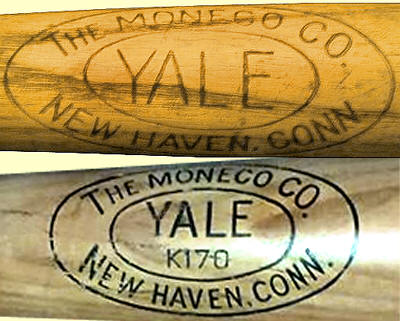 THE MONECO CO.
YALE
NEW HAVEN. CONN.
THE MONECO CO.
YALE
K170
NEW HAVEN. CONN.